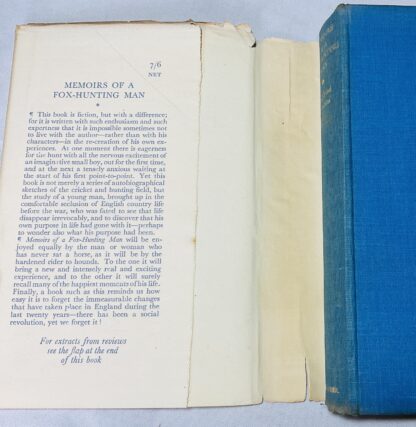 7/6
NET
MEMOIRS OF A
FOX-HUNTING MAN
¶ This book is fiction, but with a difference;
for it is written with such enthusiasm and such
expertness that it is impossible sometimes not
to live with the author—rather than with his
characters—in the re-creation of his own ex-
periences. At one moment there is eagerness
for the hunt with all the nervous excitement of
an imaginative small boy, out for the first time,
and at the next a tensely anxious waiting at
the start of his first point-to-point. Yet this
book is not merely a series of autobiographical
sketches of the cricket and hunting field, but
the study of a young man, brought up in the
comfortable seclusion of English country life
before the war, who was fated to see that life
disappear irrevocably, and to discover that his
own purpose in life had gone with it—perhaps
to wonder also what his purpose had been.
¶ Memoirs of a Fox-Hunting Man will be en-
joyed equally by the man or woman who
has never sat a horse, as it will be by the
hardened rider to hounds. To the one it will
bring a new and intensely real and exciting
experience, and to the other it will surely
recall many of the happiest moments of his life.
Finally, a book such as this reminds us how
easy it is to forget the immeasurable changes
that have taken place in England during the
last twenty years—there has been a social
revolution, yet we forget it!
For extracts from reviews
see the flap at the end
of this book